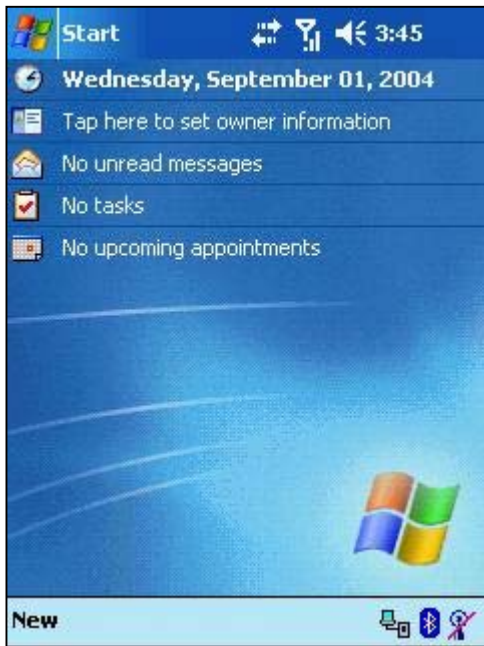 Start 3:45
Wednesday, September 01, 2004
Tap here to set owner information
No unread messages
No tasks
No upcoming appointments
New